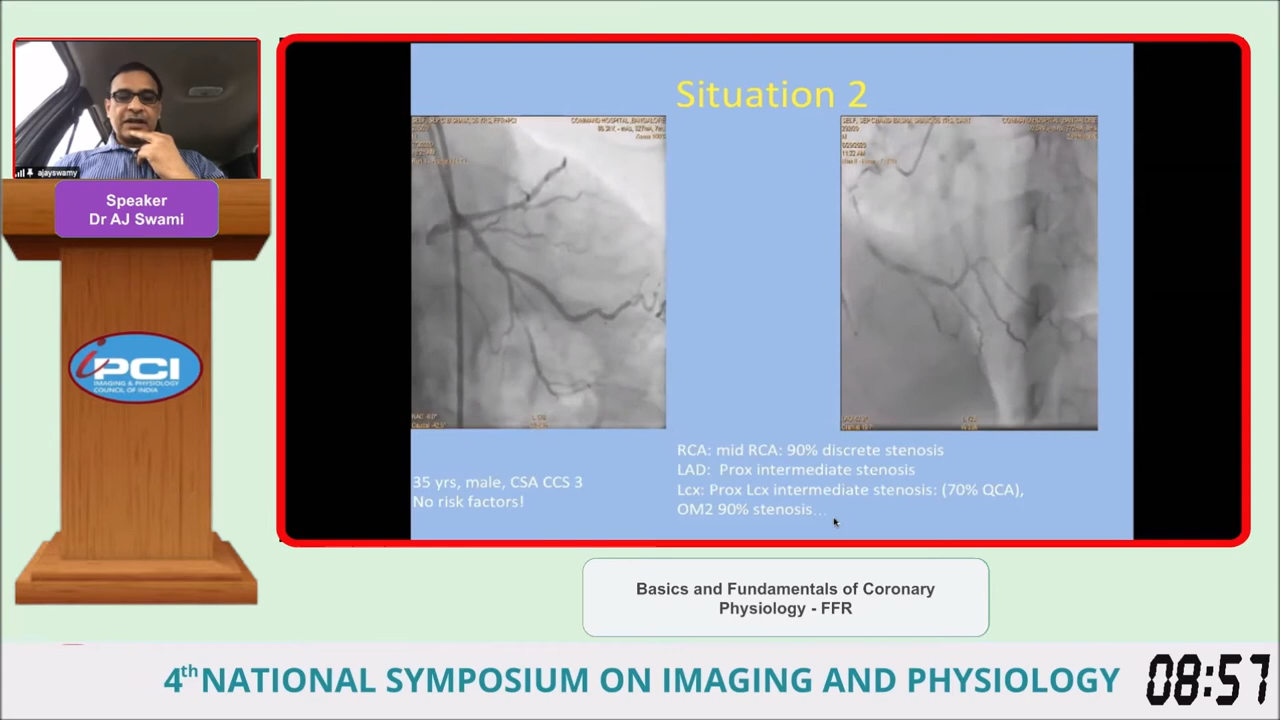 ajayswamy
Speaker
Dr AJ Swami
iPCI
IMAGING & PHYSIOLOGY
COUNCIL OF INDIA
Situation 2
35 yrs, male, CSA CCS 3
No risk factors!
RCA: mid RCA: 90% discrete stenosis
LAD: Prox intermediate stenosis
Lcx: Prox Lcx intermediate stenosis: (70% QCA),
OM2 90% stenosis...
Basics and Fundamentals of Coronary
Physiology - FFR
4th NATIONAL SYMPOSIUM ON IMAGING AND PHYSIOLOGY
08:57